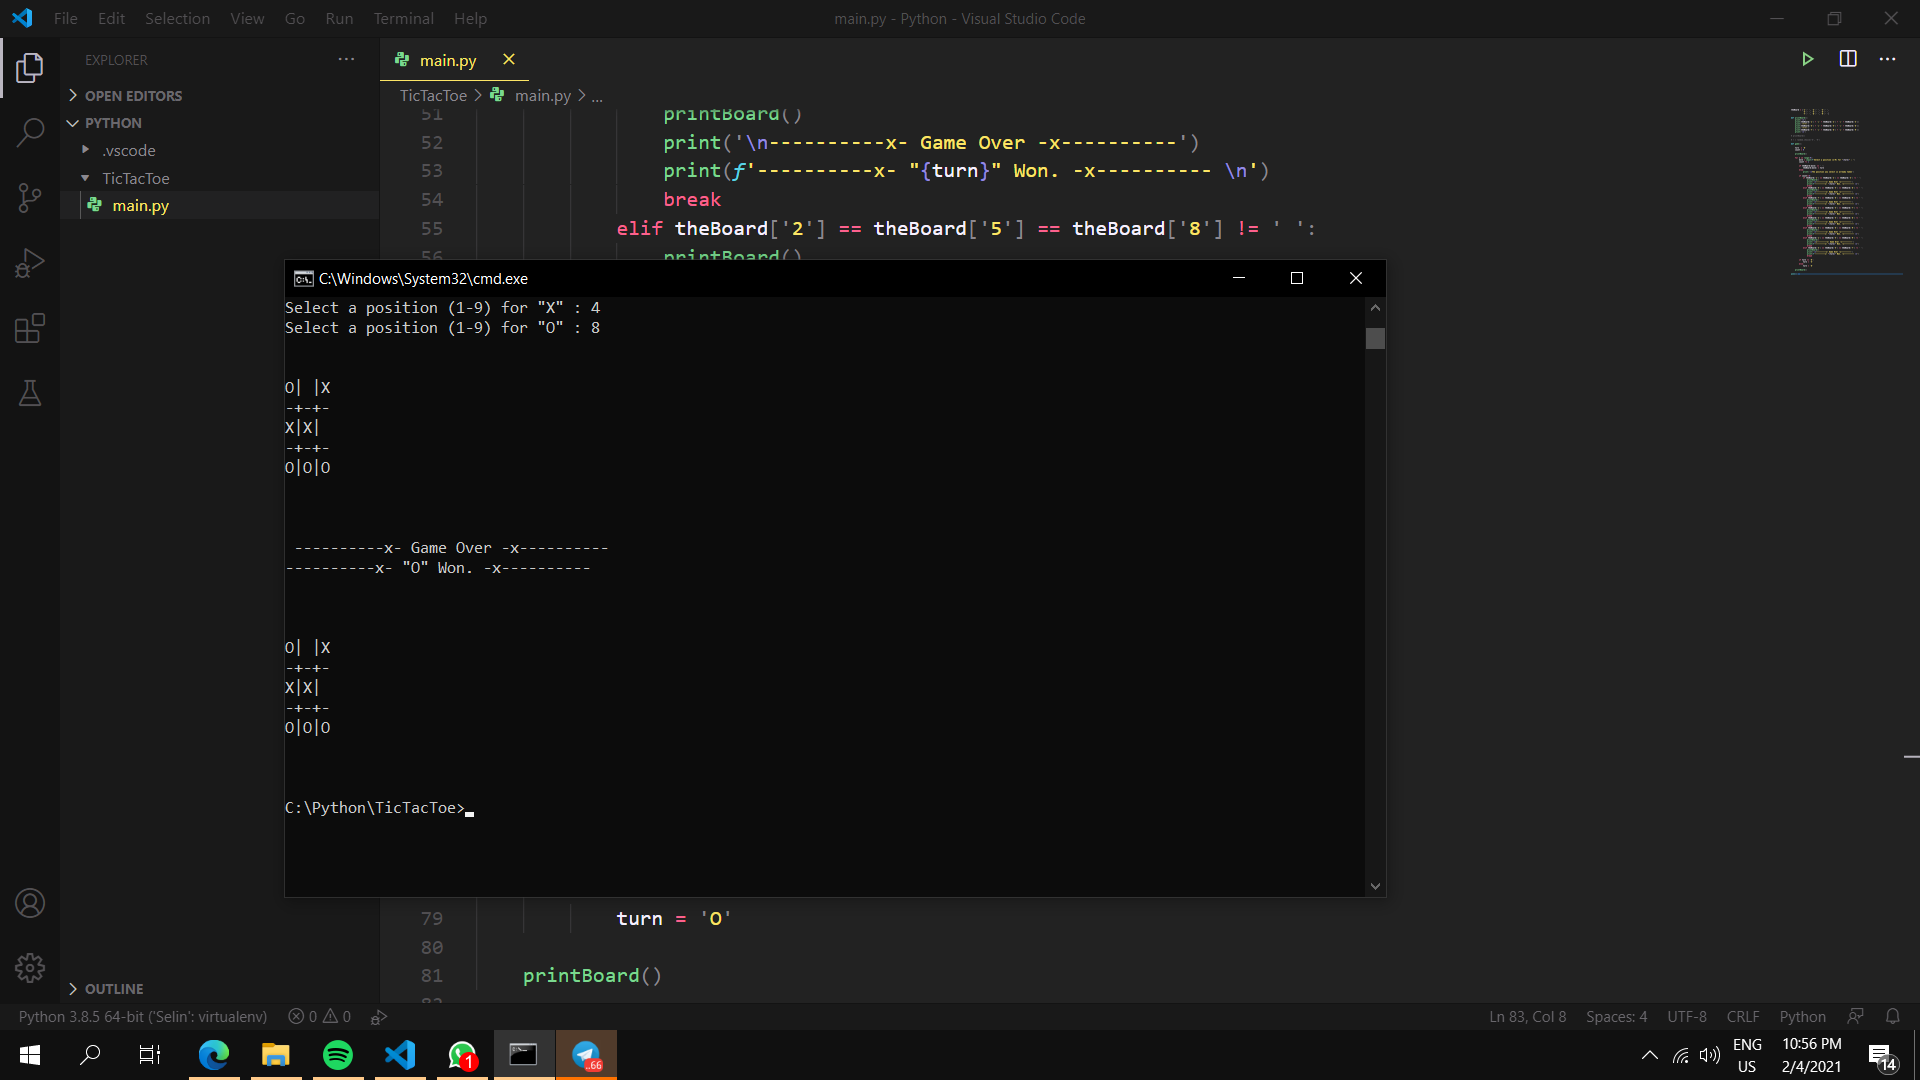 File Edit Selection View Go Run Terminal Help
main.py - Python - Visual Studio Code
EXPLORER
OPEN EDITORS
PYTHON
.vscode
TicTacToe
main.py
OUTLINE
main.py
TicTacToe > main.py > ...
51 printBoard()
52 print('\n----------x- Game Over -x----------')
53 print(f'----------x- "{turn}" Won. -x---------- \n')
54 break
55 elif theBoard['2'] == theBoard['5'] == theBoard['8'] != ' ':
56 printBoard()
C:\Windows\System32\cmd.exe
Select a position (1-9) for "X" : 4
Select a position (1-9) for "O" : 8
O| |X
-+-+-
X|X|
-+-+-
O|O|O
----------x- Game Over -x----------
----------x- "O" Won. -x----------
O| |X
-+-+-
X|X|
-+-+-
O|O|O
C:\Python\TicTacToe>
79 turn = 'O'
80
81 printBoard()
Python 3.8.5 64-bit ('Selin': virtualenv) 0 0
Ln 83, Col 8 Spaces: 4 UTF-8 CRLF Python
1
..66
ENG
US
10:56 PM
2/4/2021
14